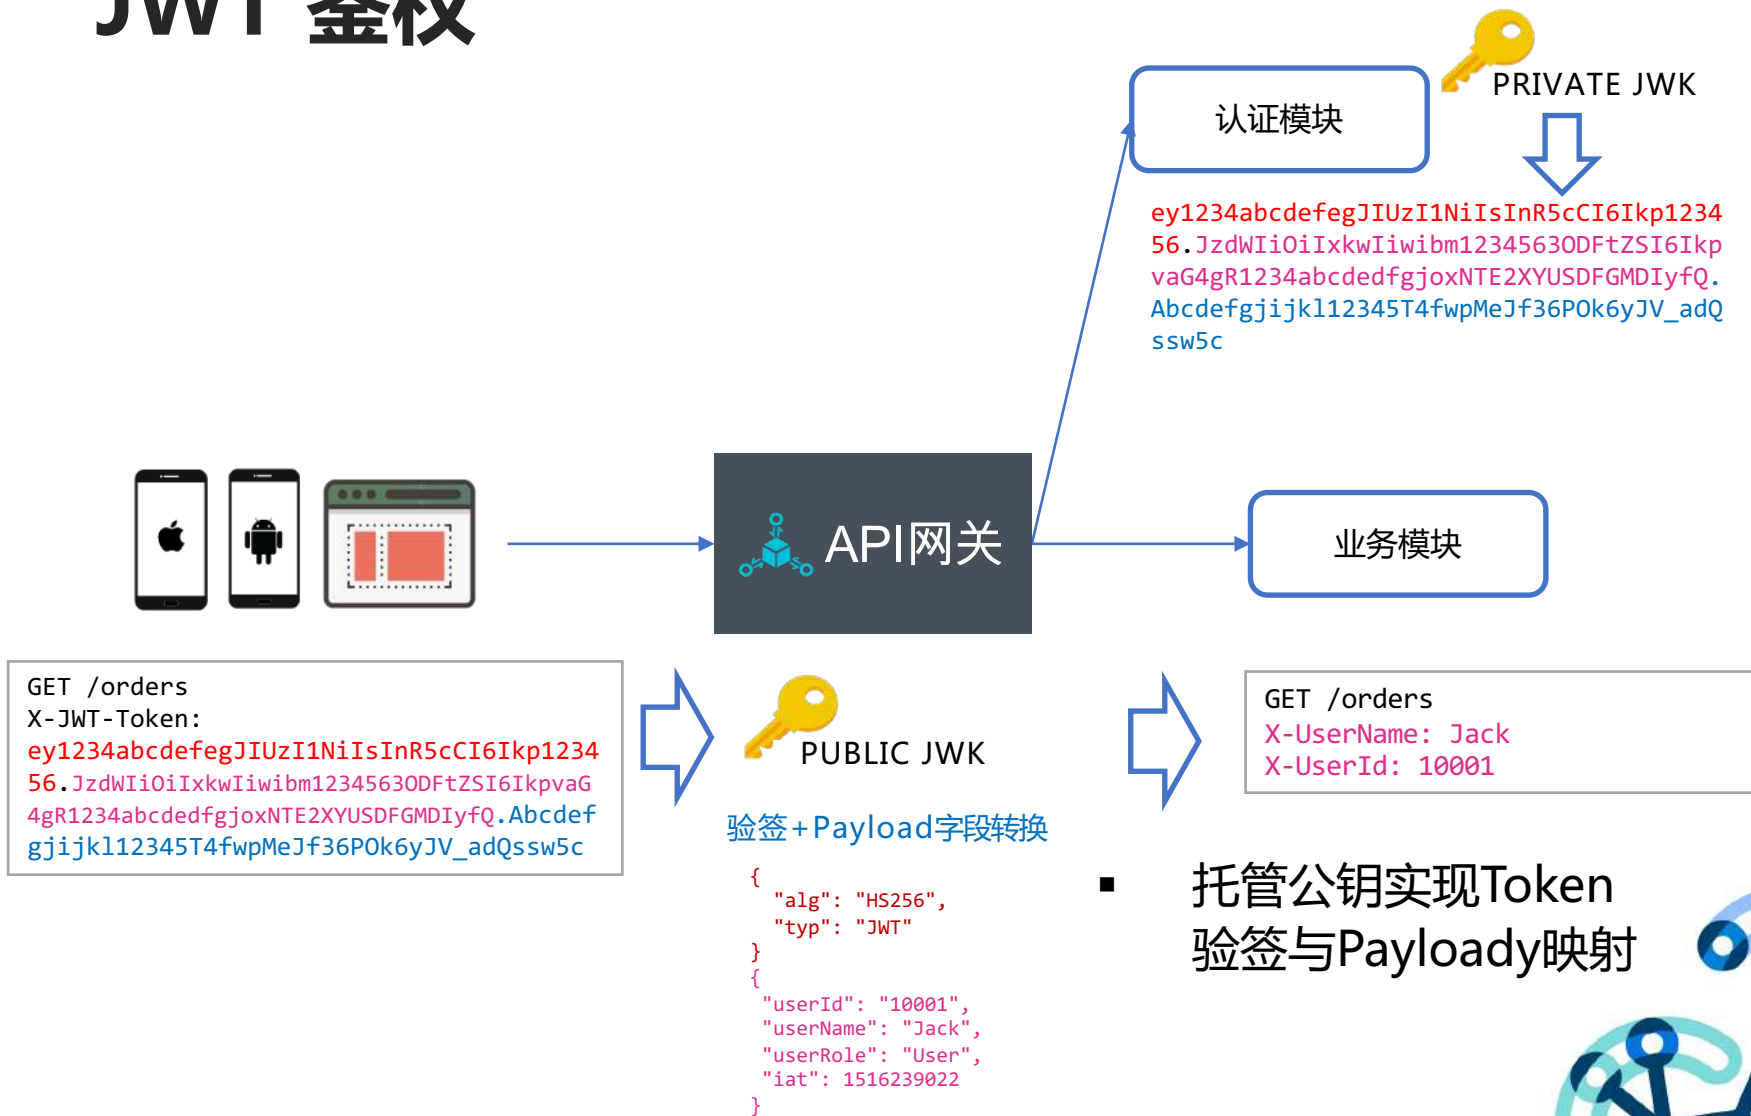 JWT 鉴权
PRIVATE JWK
认证模块
ey1234abcdefegJIUzI1NiIsInR5cCI6Ikp1234
56.JzdWIiOiIxkwIiwibm1234563ODFtZSI6Ikp
vaG4gR1234abcdedfgjoxNTE2XYUSDFGMDIyfQ.
Abcdefgjijkl12345T4fwpMeJf36POk6yJV_adQ
ssw5c
API网关
业务模块
GET /orders
X-JWT-Token:
ey1234abcdefegJIUzI1NiIsInR5cCI6Ikp1234
56.JzdWIiOiIxkwIiwibm1234563ODFtZSI6IkpvaG
4gR1234abcdedfgjoxNTE2XYUSDFGMDIyfQ.Abcdef
gjijkl12345T4fwpMeJf36POk6yJV_adQssw5c
PUBLIC JWK
验签+Payload字段转换
{
"alg": "HS256",
"typ": "JWT"
}
{
"userId": "10001",
"userName": "Jack",
"userRole": "User",
"iat": 1516239022
}
GET /orders
X-UserName: Jack
X-UserId: 10001
▪ 托管公钥实现Token
验签与Payloady映射